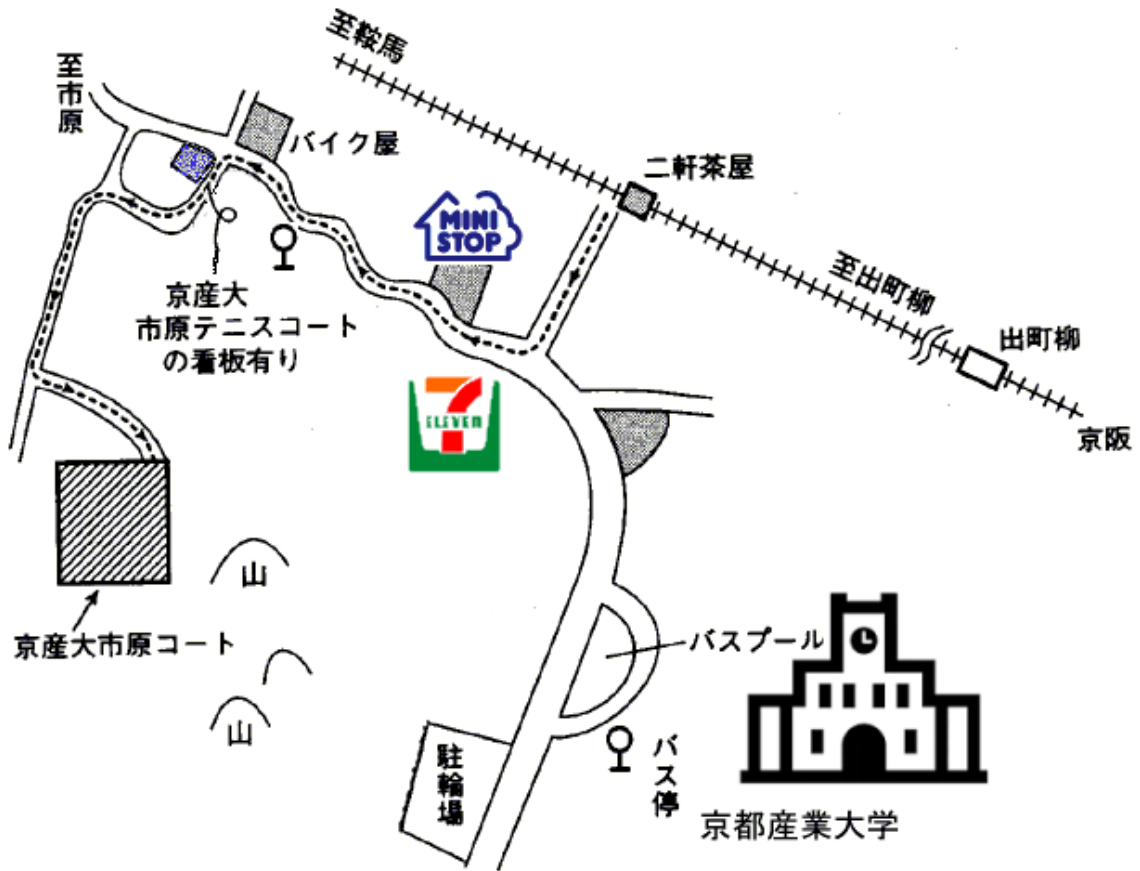 至鞍馬
至市原
バイク屋
二軒茶屋
MINI
STOP
至出町柳
出町柳
京産大
市原テニスコート
の看板有り
7
ELEVEN
京阪
山
京産大市原コート
バスプール
山
バス停
駐輪場
京都産業大学